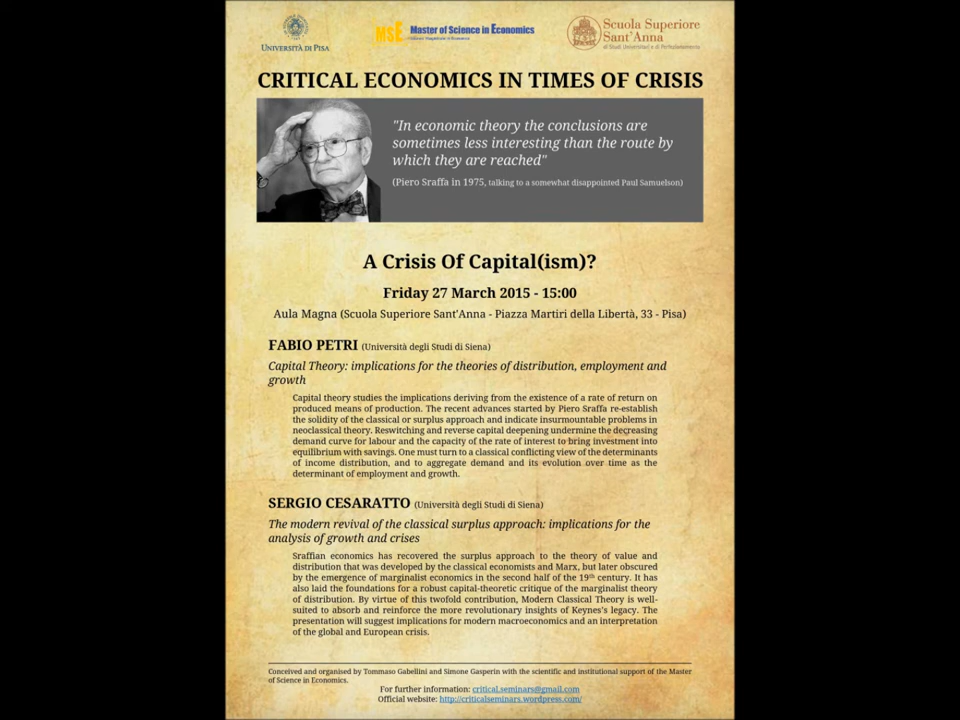 UNIVERSITÀ DI PISA
MSE Master of Science in Economics
Scuola Superiore
Sant'Anna
di Studi Universitari e di Perfezionamento
CRITICAL ECONOMICS IN TIMES OF CRISIS
"In economic theory the conclusions are
sometimes less interesting than the route by
which they are reached"
(Piero Sraffa in 1975, talking to a somewhat disappointed Paul Samuelson)
A Crisis Of Capital(ism)?
Friday 27 March 2015 - 15:00
Aula Magna (Scuola Superiore Sant'Anna - Piazza Martiri della Libertà, 33 - Pisa)
FABIO PETRI (Università degli Studi di Siena)
Capital Theory: implications for the theories of distribution, employment and
growth
Capital theory studies the implications deriving from the existence of a rate of return on
produced means of production. The recent advances started by Piero Sraffa re-establish
the solidity of the classical or surplus approach and indicate insurmountable problems in
neoclassical theory. Reswitching and reverse capital deepening undermine the decreasing
demand curve for labour and the capacity of the rate of interest to bring investment into
equilibrium with savings. One must turn to a classical conflicting view of the determinants
of income distribution, and to aggregate demand and its evolution over time as the
determinant of employment and growth.
SERGIO CESARATTO (Università degli Studi di Siena)
The modern revival of the classical surplus approach: implications for the
analysis of growth and crises
Sraffian economics has recovered the surplus approach to the theory of value and
distribution that was developed by the classical economists and Marx, but later obscured
by the emergence of marginalist economics in the second half of the 19th century. It has
also laid the foundations for a robust capital-theoretic critique of the marginalist theory
of distribution. By virtue of this twofold contribution, Modern Classical Theory is well-
suited to absorb and reinforce the more revolutionary insights of Keynes's legacy. The
presentation will suggest implications for modern macroeconomics and an interpretation
of the global and European crisis.
Conceived and organised by Tommaso Gabellini and Simone Gasperin with the scientific and institutional support of the Master
of Science in Economics.
For further information: critical.seminars@gmail.com
Official website: http://criticalseminars.wordpress.com/